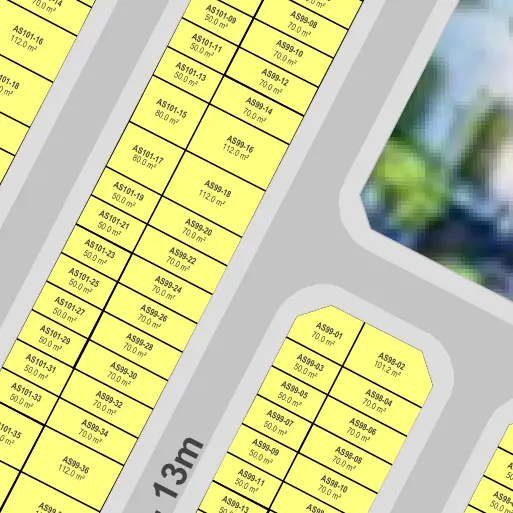 70.0 m²
AS101-16
112.0 m²
AS101-09
50.0 m²
AS101-11
50.0 m²
AS101-13
50.0 m²
AS101-15
80.0 m²
AS101-17
80.0 m²
AS101-19
50.0 m²
AS101-21
50.0 m²
AS101-23
50.0 m²
AS101-25
50.0 m²
AS101-27
50.0 m²
AS101-29
50.0 m²
AS101-31
50.0 m²
AS101-33
50.0 m²
AS99-08
70.0 m²
AS99-10
70.0 m²
AS99-12
70.0 m²
AS99-14
70.0 m²
AS99-16
112.0 m²
AS99-18
112.0 m²
AS99-20
70.0 m²
AS99-22
70.0 m²
AS99-24
70.0 m²
AS99-26
70.0 m²
AS99-28
70.0 m²
AS99-30
70.0 m²
AS99-32
70.0 m²
AS99-34
70.0 m²
AS99-36
112.0 m²
13m
AS99-01
70.0 m²
AS99-03
50.0 m²
AS99-05
50.0 m²
AS99-07
50.0 m²
AS99-09
50.0 m²
AS99-11
50.0 m²
AS99-13
AS98-02
101.2 m²
AS98-04
70.0 m²
AS98-06
70.0 m²
AS98-08
70.0 m²
AS98-10
70.0 m²